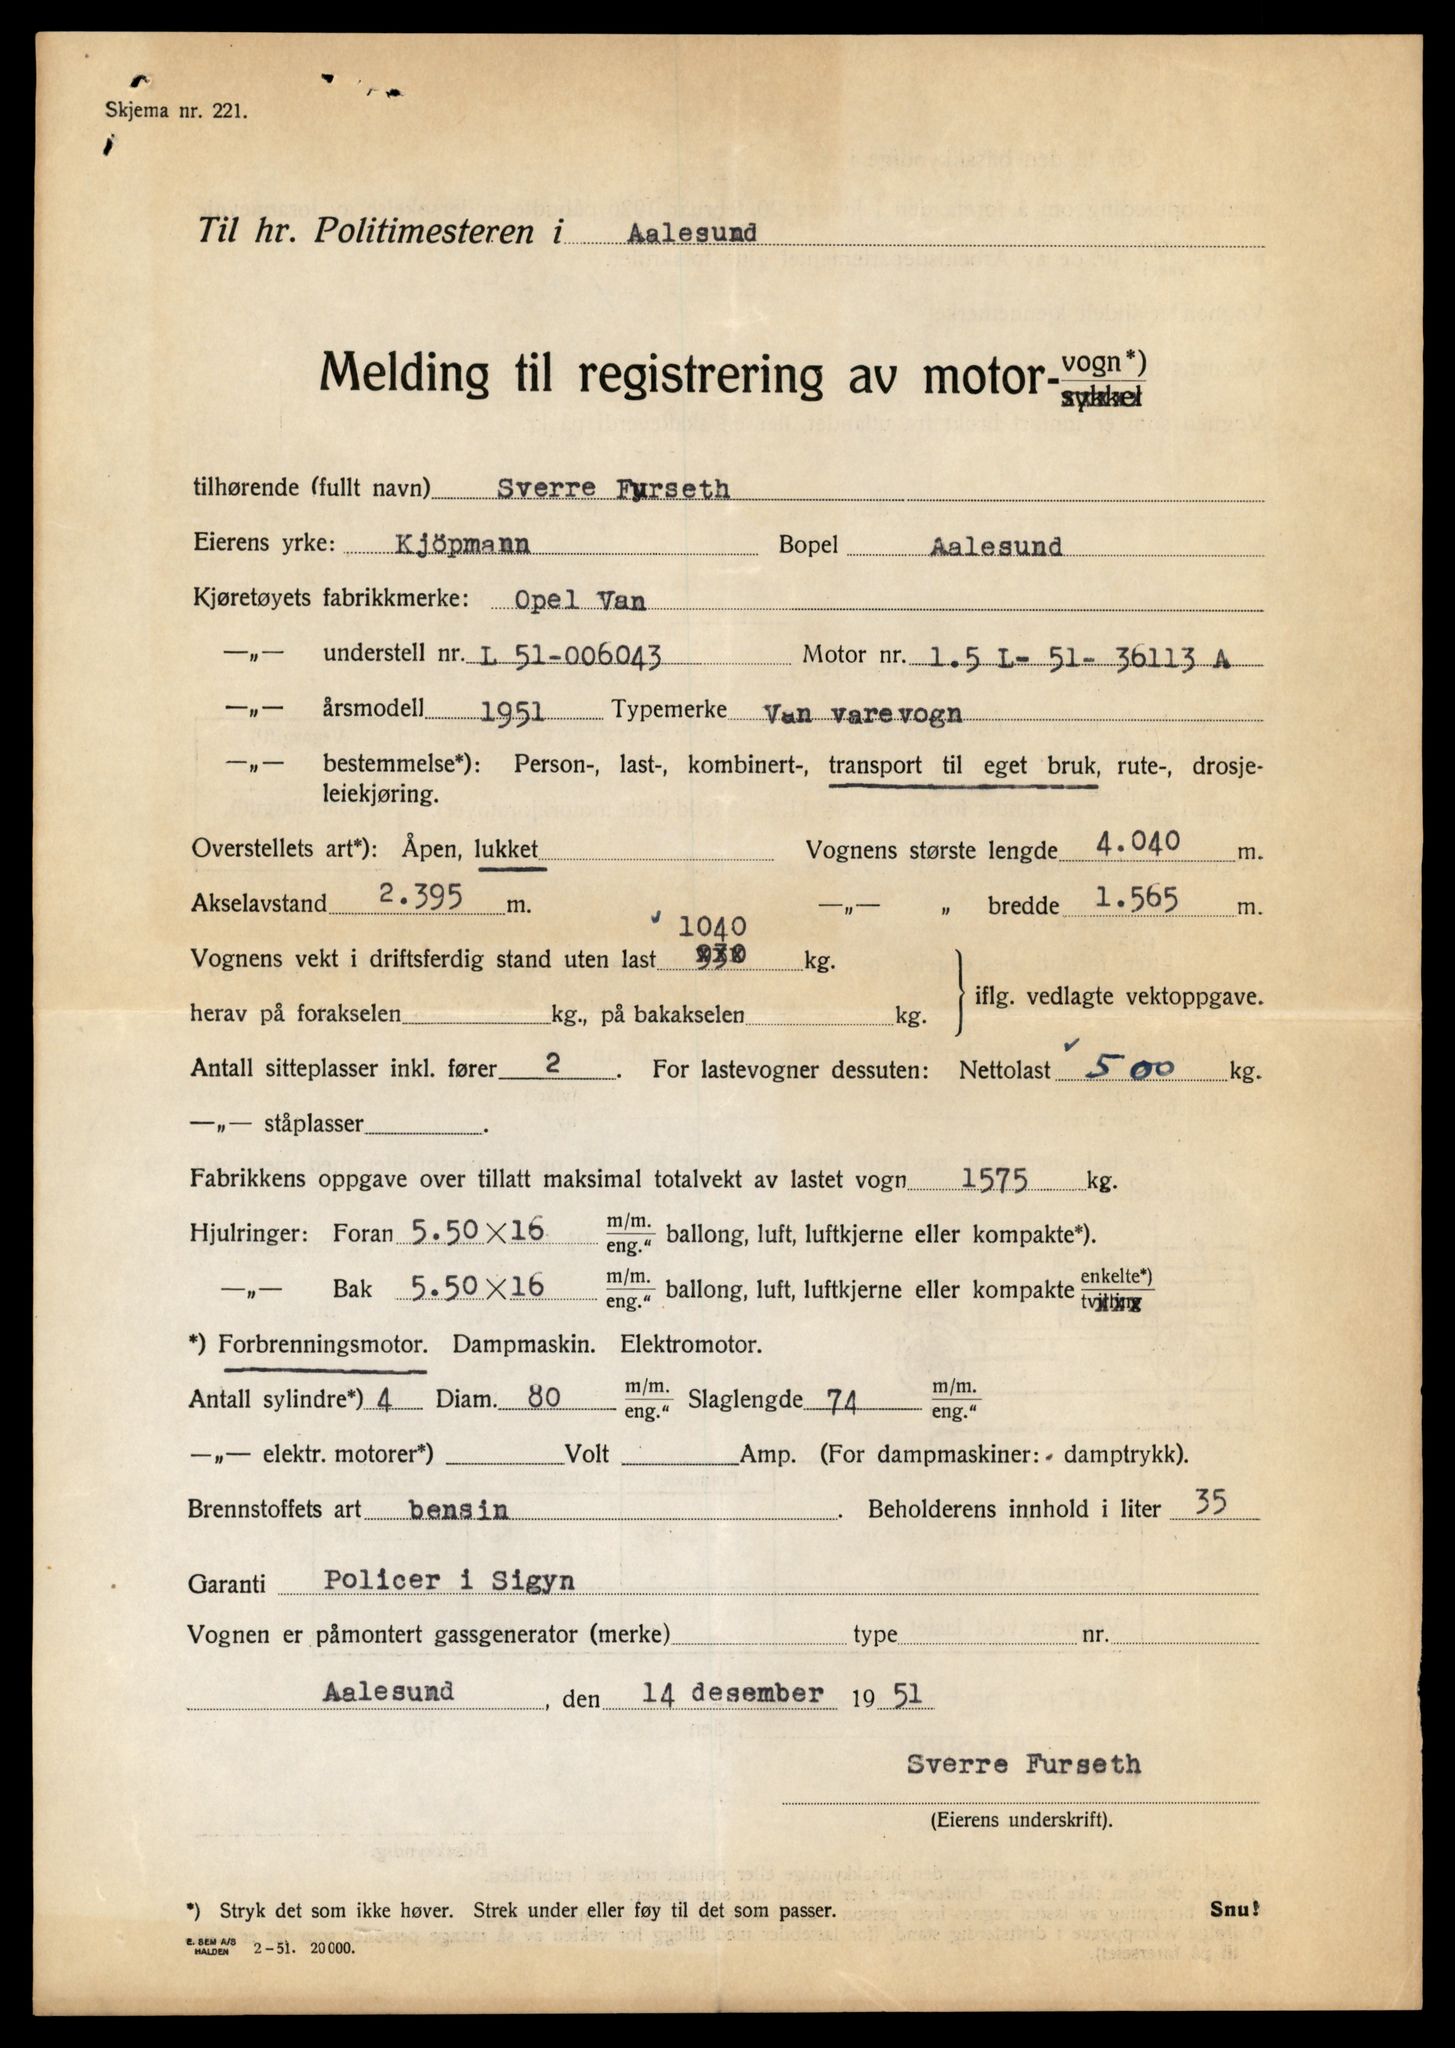 Skjema nr. 221.
Til hr. Politimesteren i Aalesund
Melding til registrering av motor-vogn*)
sykkel
tilhørende (fullt navn) Sverre Furseth
Eierens yrke: Kjöpmann Bopel Aalesund
Kjøretøyets fabrikkmerke: Opel Van
—„— understell nr. L 51-006043 Motor nr. 1.5 L- 51- 36113 A
—„— årsmodell 1951 Typemerke Van varevogn
—„— bestemmelse*): Person-, last-, kombinert-, transport til eget bruk, rute-, drosje-
leiekjøring.
Overstellets art*): Åpen, lukket Vognens største lengde 4.040 m.
Akselavstand 2.395 m. —„— „ bredde 1.565 m.
1040
Vognens vekt i driftsferdig stand uten last 930 kg.
herav på forakselen kg., på bakakselen kg. iflg. vedlagte vektoppgave.
Antall sitteplasser inkl. fører 2 . For lastevogner dessuten: Nettolast 500 kg.
—„— ståplasser .
Fabrikkens oppgave over tillatt maksimal totalvekt av lastet vogn 1575 kg.
Hjulringer: Foran 5.50×16 m/m. eng.“ ballong, luft, luftkjerne eller kompakte*).
—„— Bak 5.50×16 m/m. eng.“ ballong, luft, luftkjerne eller kompakte enkelte*) tvilling
*) Forbrenningsmotor. Dampmaskin. Elektromotor.
Antall sylindre*) 4 Diam. 80 m/m. eng.“ Slaglengde 74 m/m. eng.“
—„— elektr. motorer*) Volt Amp. (For dampmaskiner: damptrykk).
Brennstoffets art bensin . Beholderens innhold i liter 35
Garanti Policer i Sigyn
Vognen er påmontert gassgenerator (merke) type nr.
Aalesund , den 14 desember 19 51
Sverre Furseth
(Eierens underskrift).
*) Stryk det som ikke høver. Strek under eller føy til det som passer. Snu!
E. SEM A/S
HALDEN 2-51. 20000.